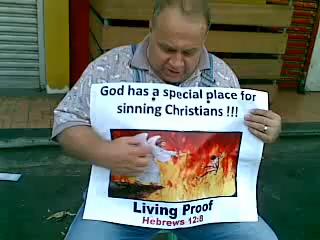 God has a special place for
sinning Christians !!!
Living Proof
Hebrews 12:8